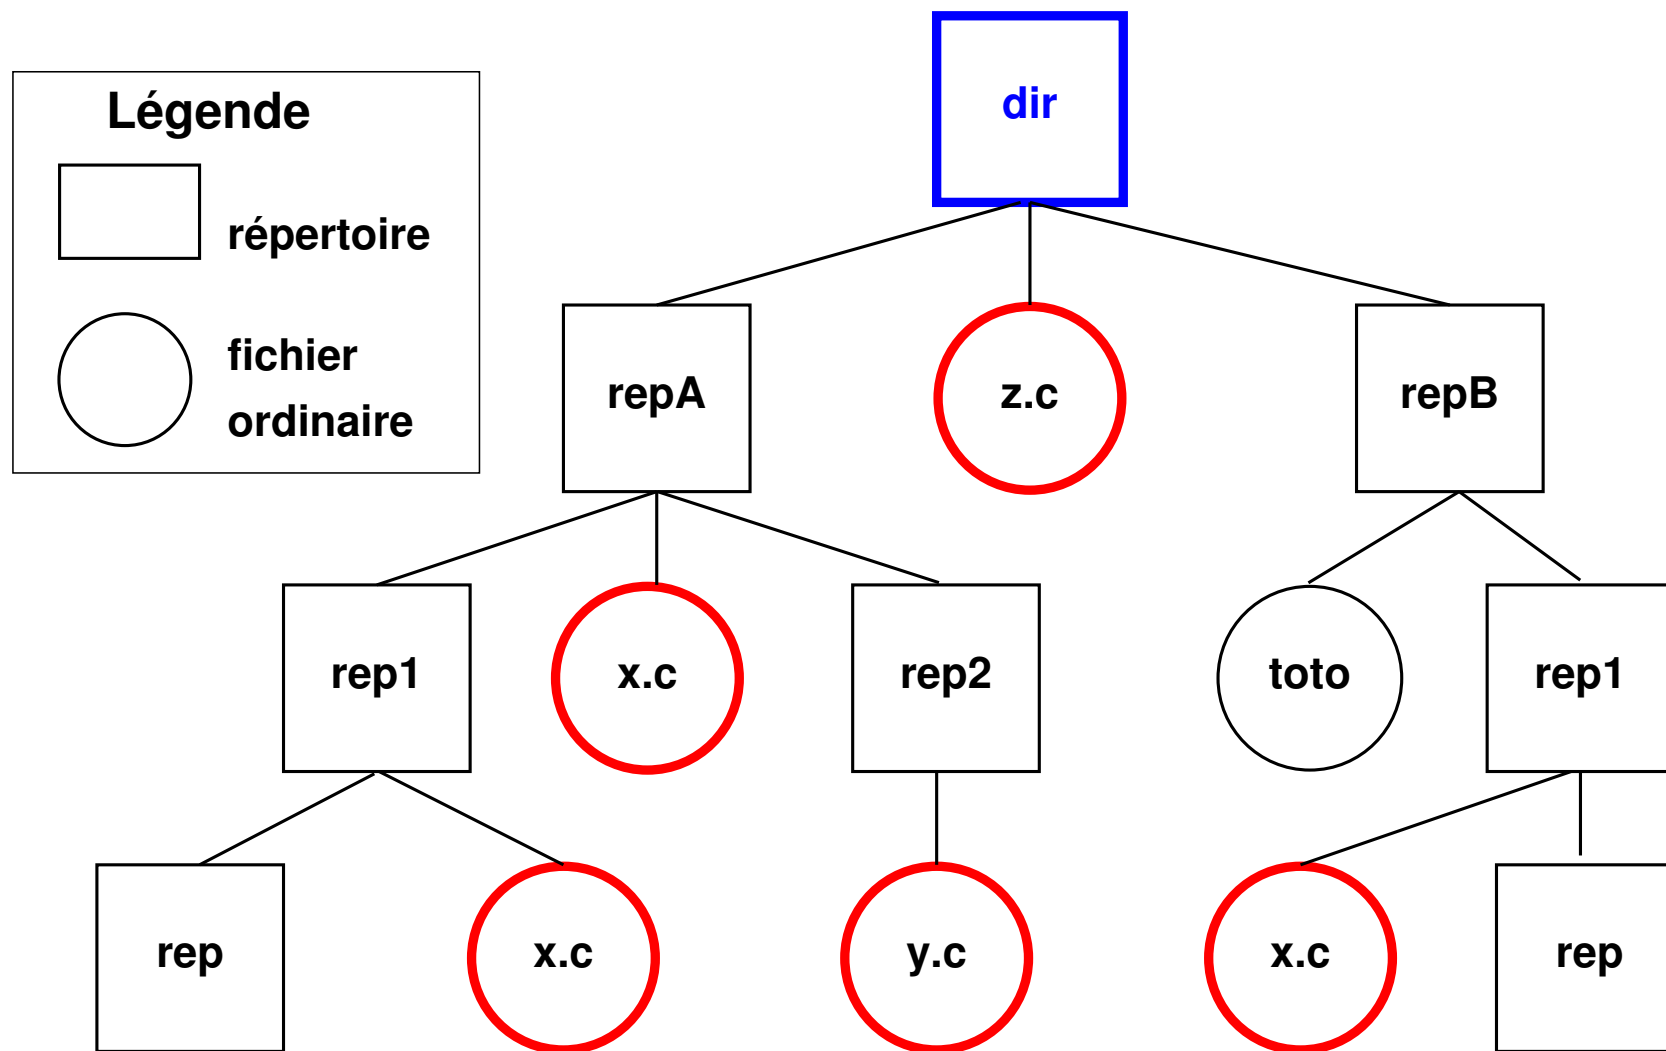 Légende
répertoire
fichier
ordinaire
dir
repA
z.c
repB
rep1
x.c
rep2
toto
rep1
rep
x.c
y.c
x.c
rep